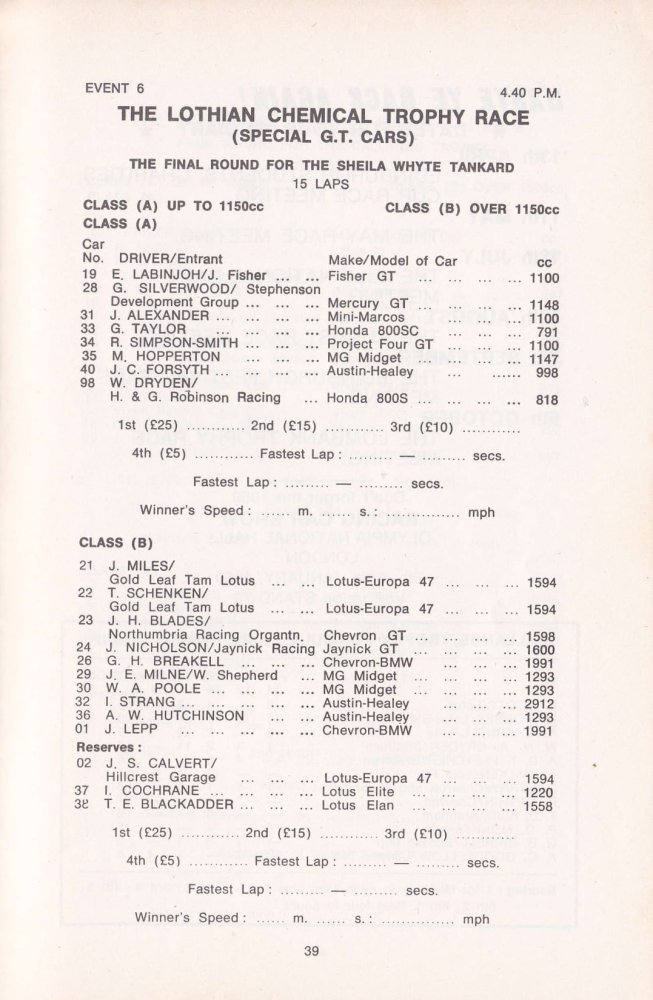 EVENT 6 4.40 P.M.
THE LOTHIAN CHEMICAL TROPHY RACE
(SPECIAL G.T. CARS)
THE FINAL ROUND FOR THE SHEILA WHYTE TANKARD
15 LAPS
CLASS (A) UP TO 1150cc CLASS (B) OVER 1150cc
CLASS (A)
Car
No. DRIVER/Entrant Make/Model of Car cc
19 E. LABINJOH/J. Fisher ... ... Fisher GT ... ... ... 1100
28 G. SILVERWOOD/ Stephenson
Development Group ... ... ... Mercury GT ... ... ... 1148
31 J. ALEXANDER ... ... ... Mini-Marcos ... ... ...1100
33 G. TAYLOR ... ... ... Honda 800SC ... ... ... 791
34 R. SIMPSON-SMITH ... ... ... Project Four GT ... ... ... 1100
35 M. HOPPERTON ... ... ... MG Midget ... ... ... 1147
40 J. C. FORSYTH ... ... ... Austin-Healey ... ...... 998
98 W. DRYDEN/
H. & G. Robinson Racing ... Honda 800S ... ... ... 818
1st (£25) ............ 2nd (£15) ............ 3rd (£10) ............
4th (£5) ............ Fastest Lap : ......... — ......... secs.
Fastest Lap : ......... — ......... secs.
Winner's Speed : ...... m. ...... s. : ............... mph
CLASS (B)
21 J. MILES/
Gold Leaf Tam Lotus ... ... Lotus-Europa 47 ... ... ... 1594
22 T. SCHENKEN/
Gold Leaf Tam Lotus ... ... Lotus-Europa 47 ... ... ... 1594
23 J. H. BLADES/
Northumbria Racing Organtn. Chevron GT ... ... ... ... 1598
24 J. NICHOLSON/Jaynick Racing Jaynick GT ... ... ... ... 1600
26 G. H. BREAKELL ... ... ... Chevron-BMW ... ... ... 1991
29 J. E. MILNE/W. Shepherd ... MG Midget ... ... ... ... 1293
30 W. A. POOLE ... ... ... ... MG Midget ... ... ... ... 1293
32 I. STRANG ... ... ... ... ... Austin-Healey ... ... ... 2912
36 A. W. HUTCHINSON ... ... Austin-Healey ... ... ... 1293
01 J. LEPP ... ... ... ... Chevron-BMW ... ... ... 1991
Reserves :
02 J. S. CALVERT/
Hillcrest Garage ... ... ... Lotus-Europa 47 ... ... ... 1594
37 I. COCHRANE ... ... ... ... Lotus Elite ... ... ... ... 1220
38 T. E. BLACKADDER ... ... ... Lotus Elan ... ... ... ... 1558
1st (£25) ............ 2nd (£15) ............ 3rd (£10) ............
4th (£5) ............ Fastest Lap : ......... — ......... secs.
Fastest Lap : ......... — ......... secs.
Winner's Speed : ...... m. ...... s. : ............... mph
39